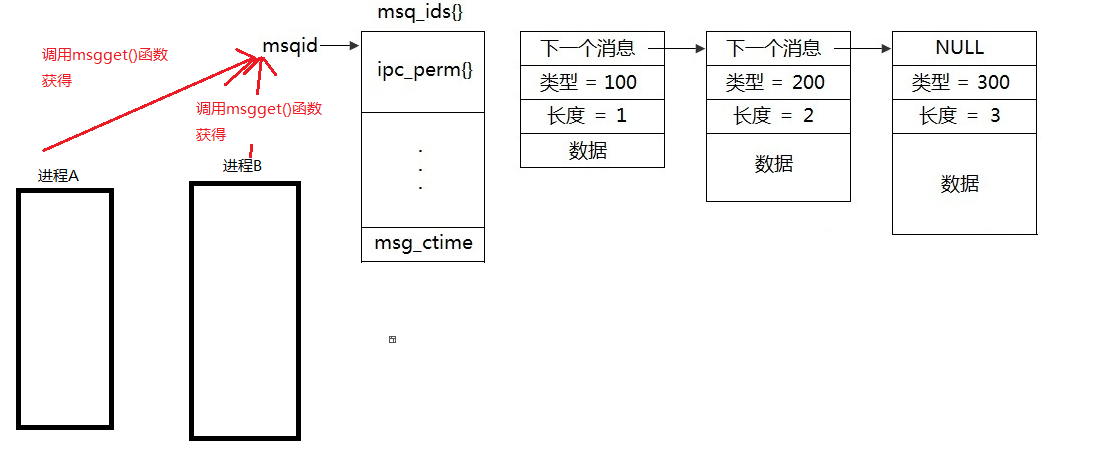 msq_ids{}
调用msgget()函数
获得
msqid
调用msgget()函数
获得
进程A
进程B
ipc_perm{}
.
.
.
msg_ctime
下一个消息
类型 = 100
长度 = 1
数据
下一个消息
类型 = 200
长度 = 2
数据
NULL
类型 = 300
长度 = 3
数据